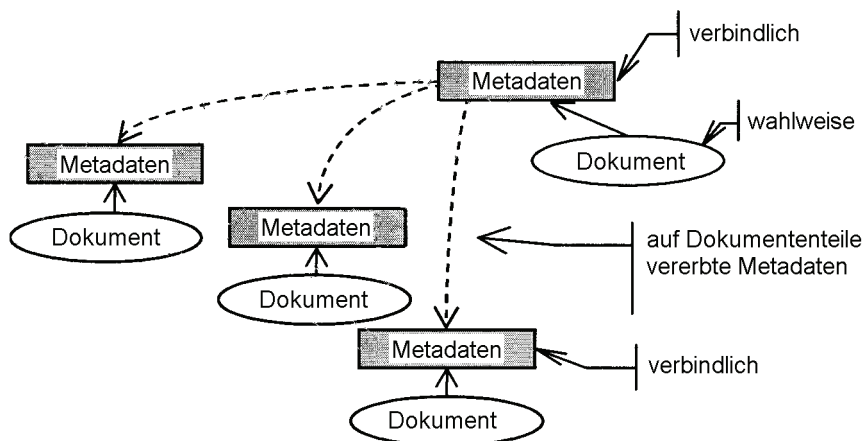 verbindlich
Metadaten
wahlweise
Dokument
Metadaten
Dokument
Metadaten
auf Dokumententeile
vererbte Metadaten
Dokument
Metadaten
verbindlich
Dokument